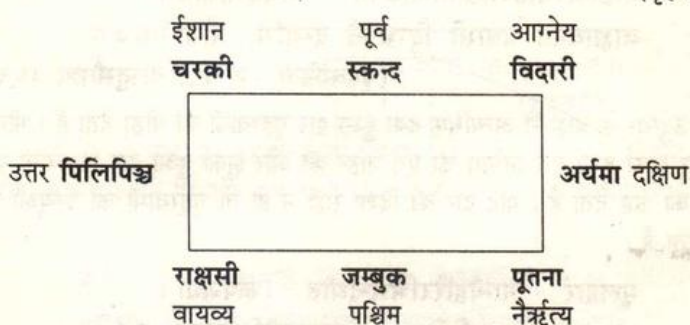 ईशान पूर्व आग्नेय
चरकी स्कन्द विदारी
उत्तर पिलिपिञ्च अर्यमा दक्षिण
राक्षसी जम्बुक पूतना
वायव्य पश्चिम नैर्ऋत्य